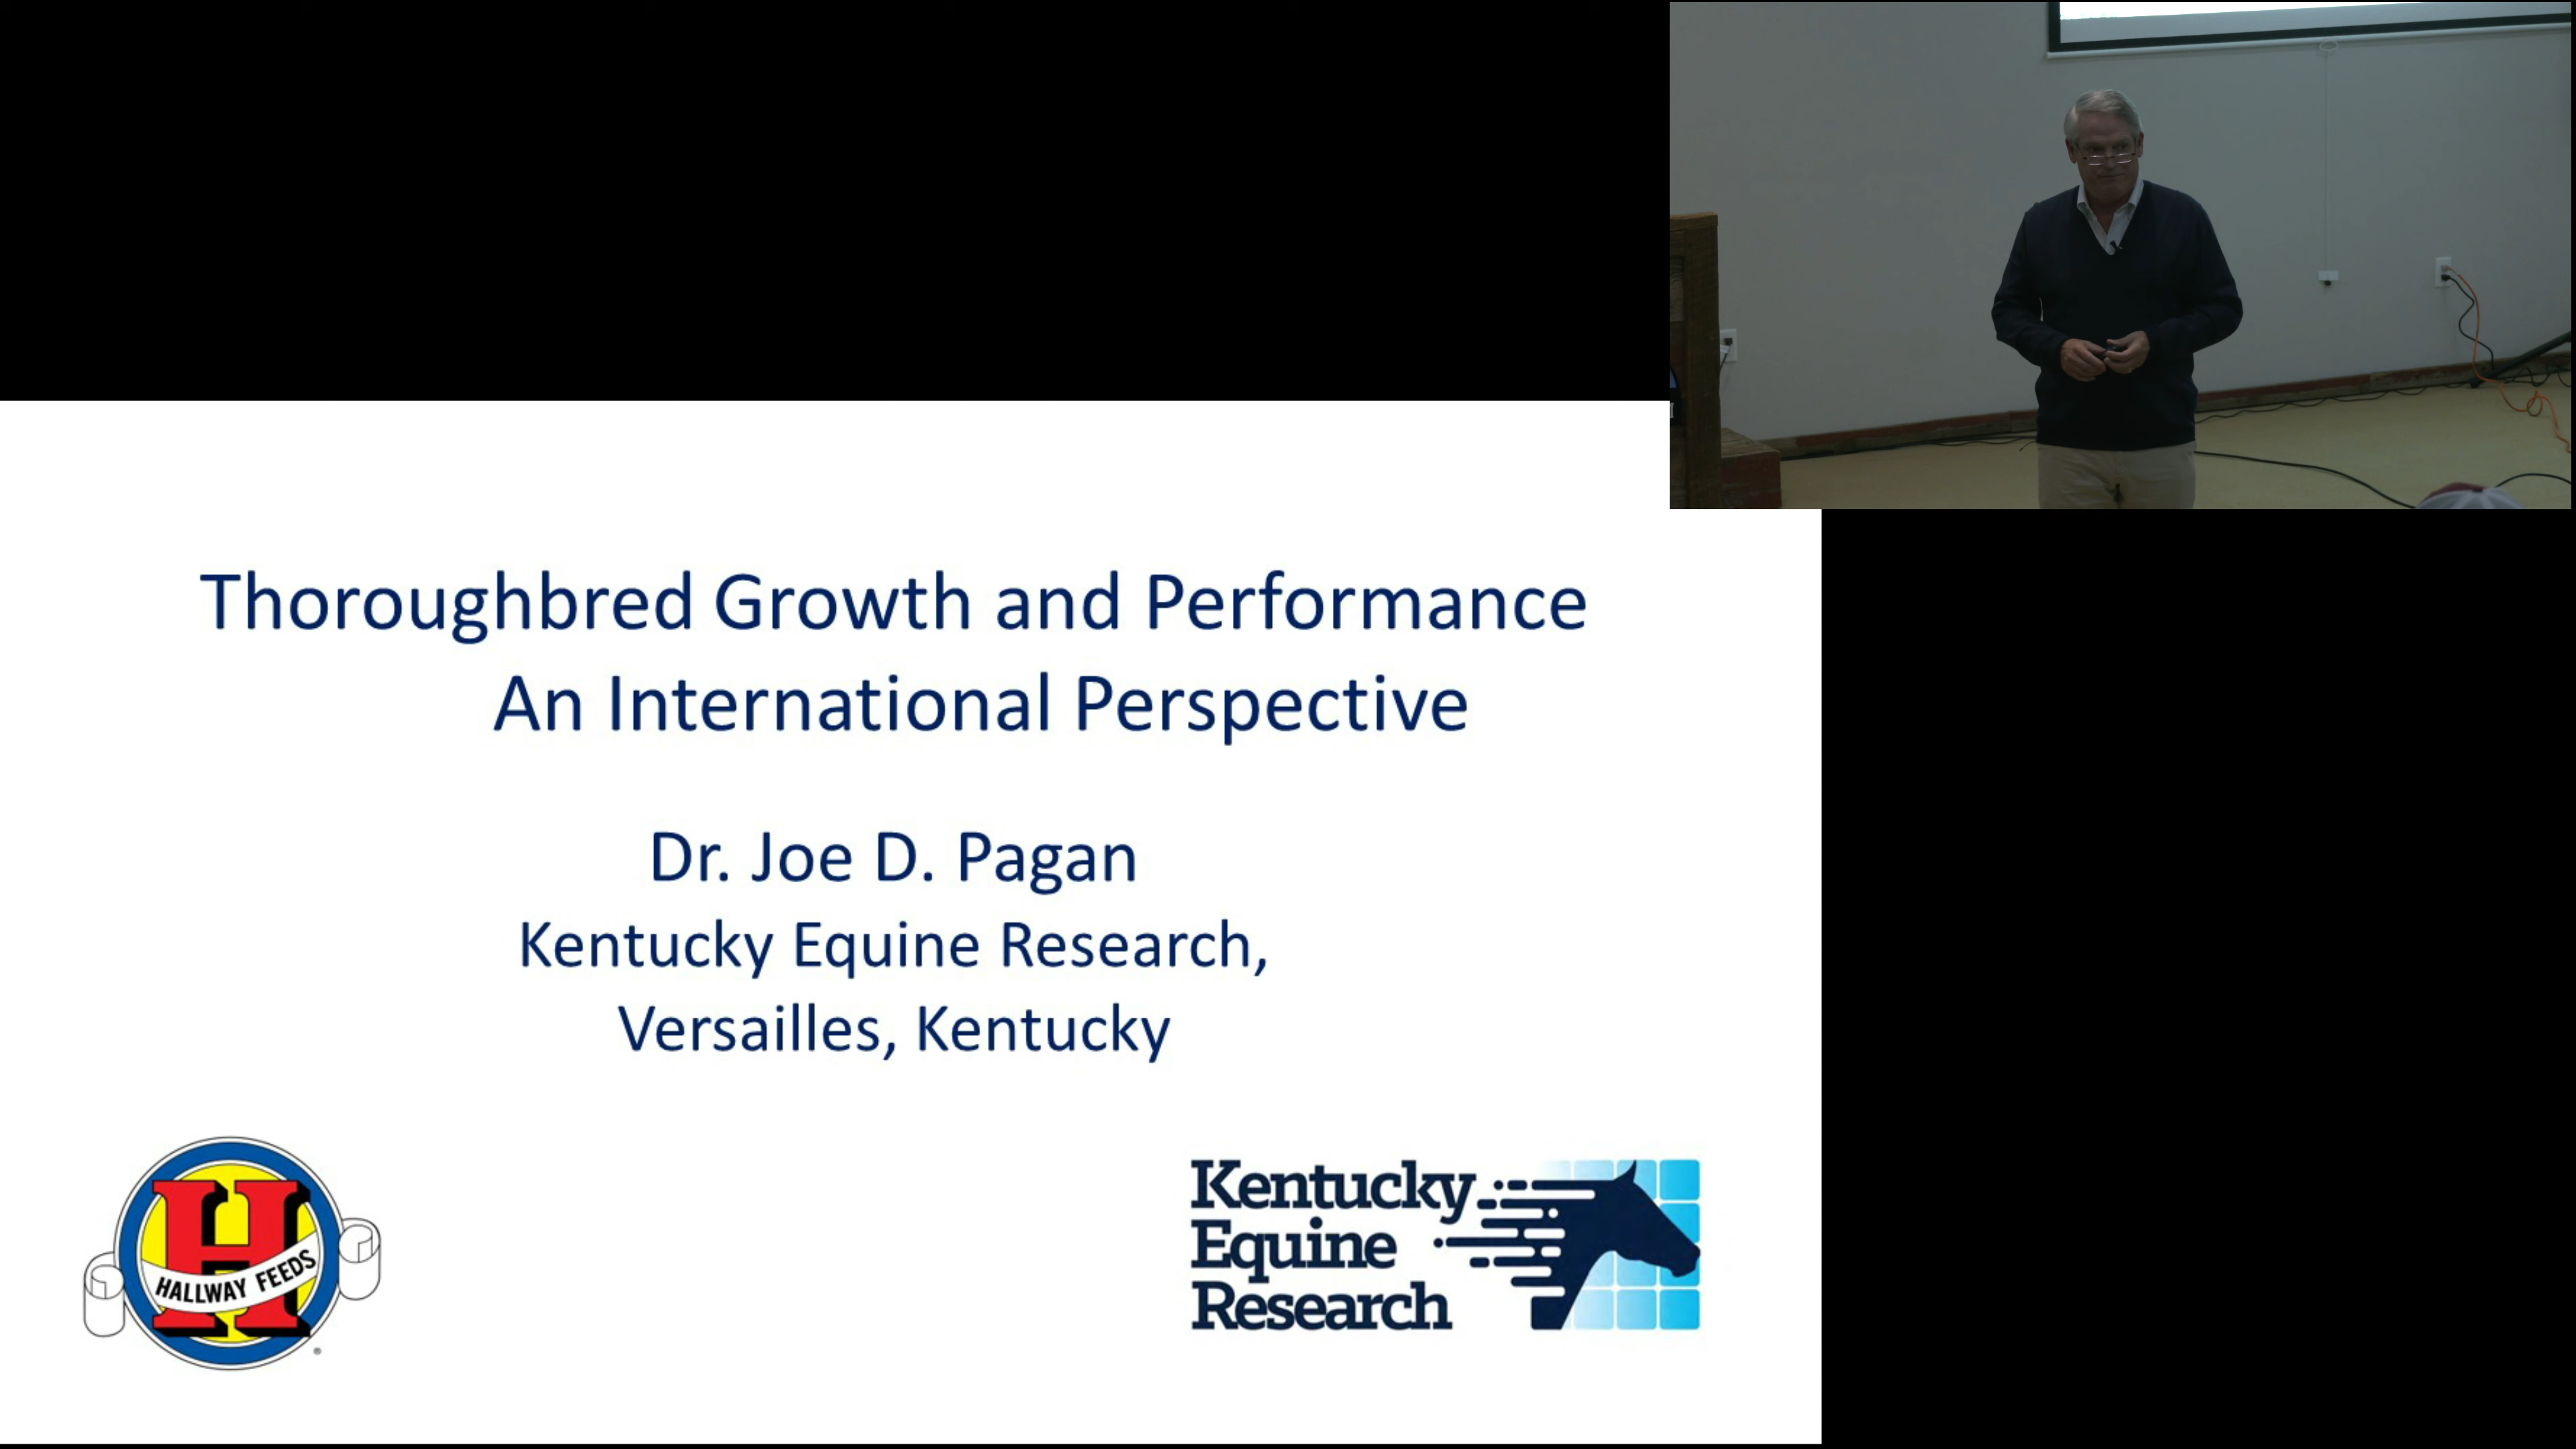 Thoroughbred Growth and Performance
An International Perspective
Dr. Joe D. Pagan
Kentucky Equine Research,
Versailles, Kentucky
H
HALLWAY FEEDS
®
Kentucky
Equine
Research